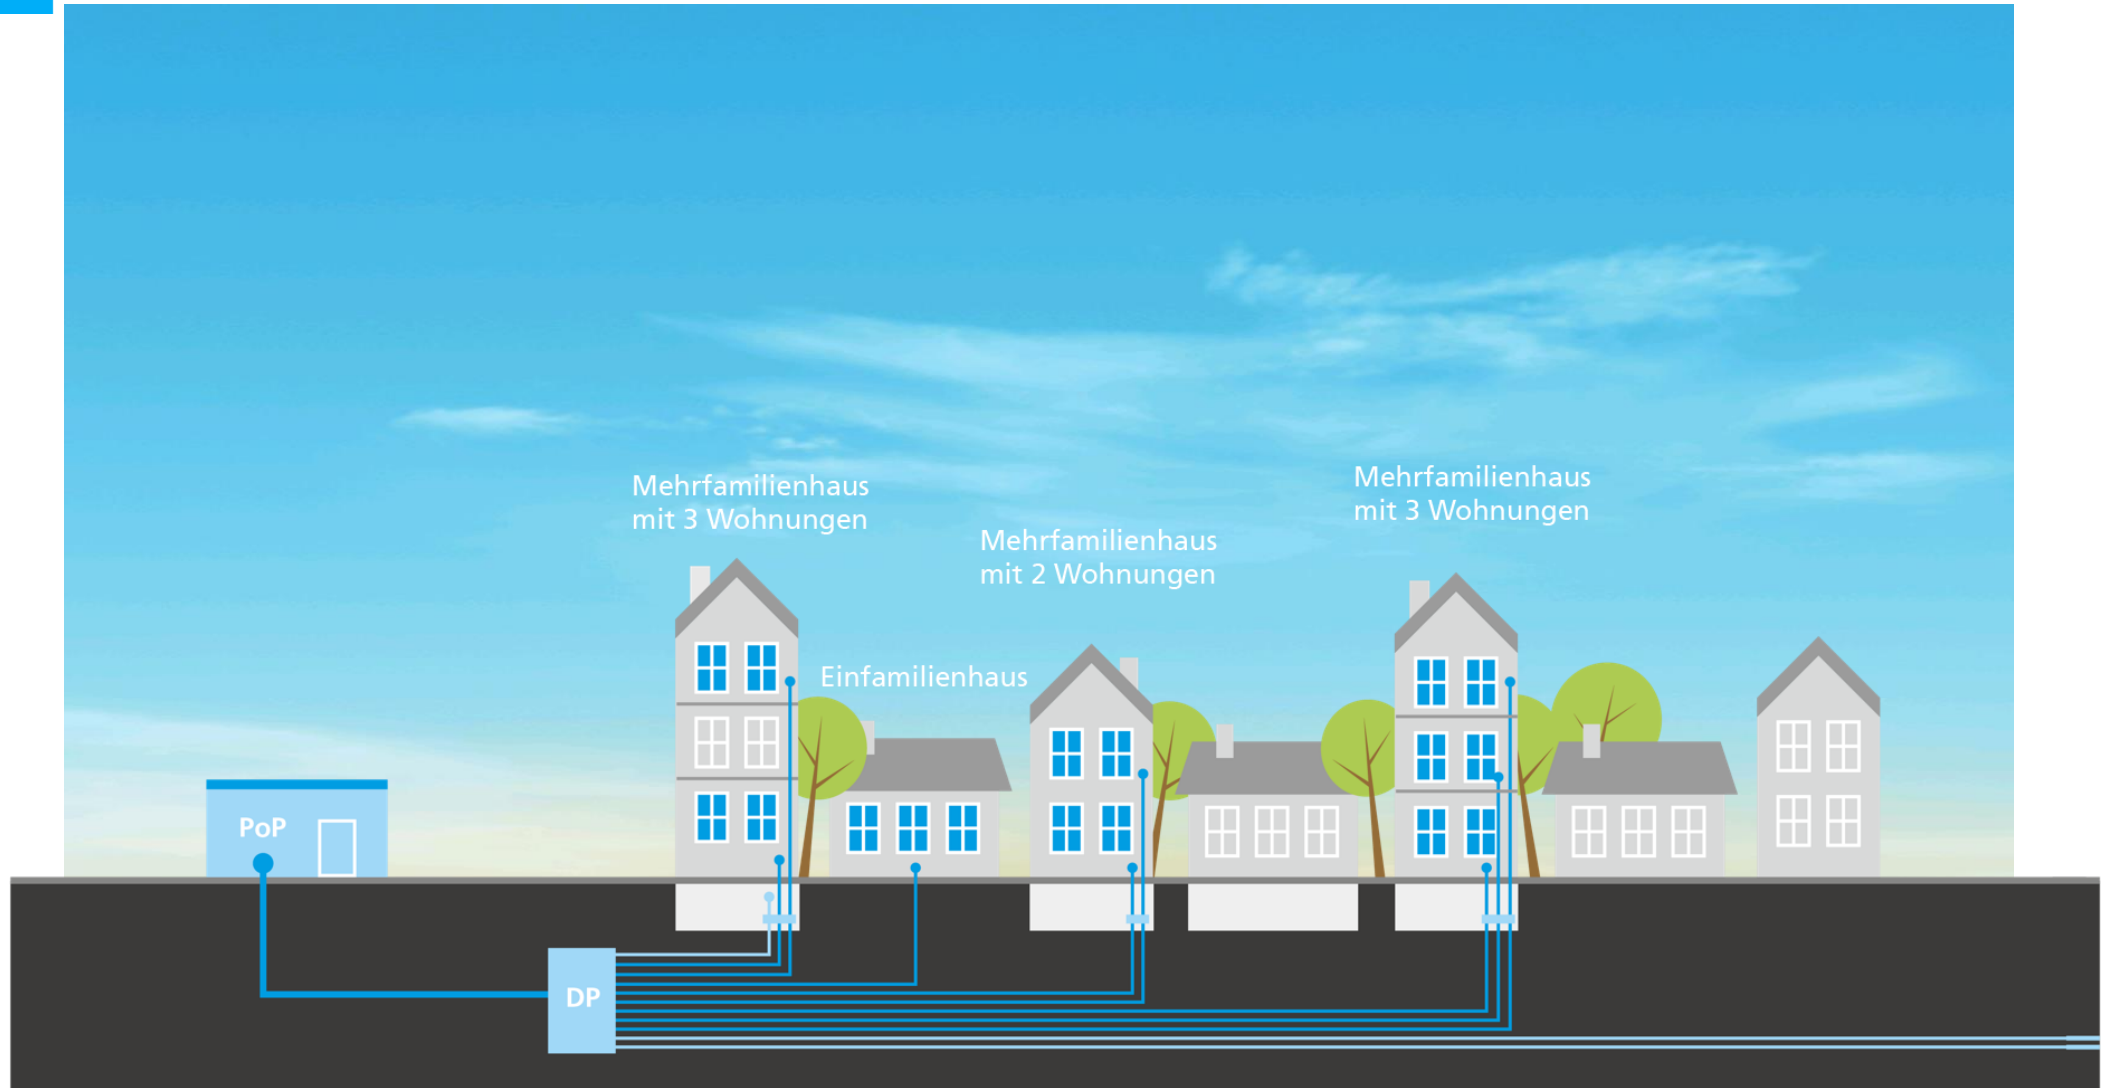 Mehrfamilienhaus
mit 3 Wohnungen
Einfamilienhaus
Mehrfamilienhaus
mit 2 Wohnungen
Mehrfamilienhaus
mit 3 Wohnungen
PoP
DP